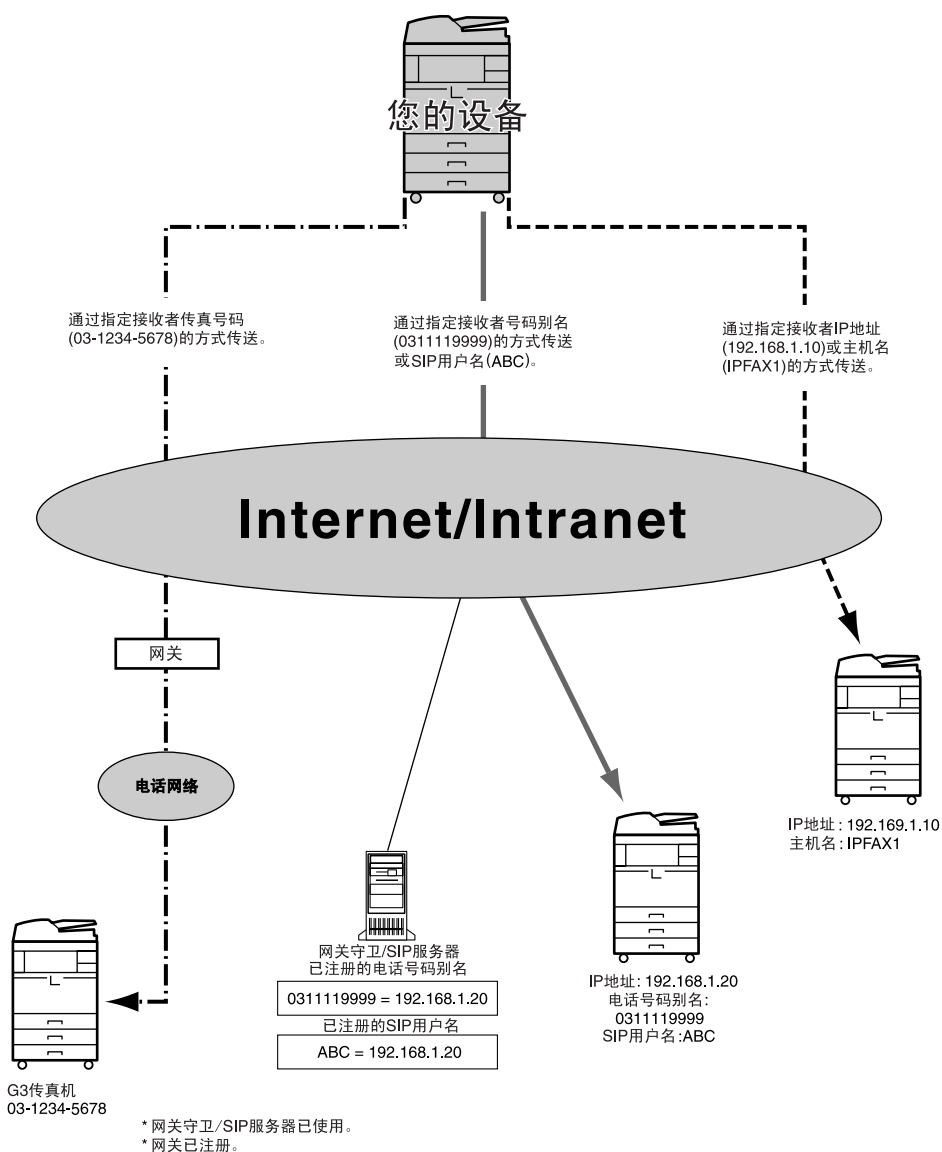 您的设备
通过指定接收者传真号码
(03-1234-5678)的方式传送。
通过指定接收者号码别名
(0311119999)的方式传送
或SIP用户名(ABC)。
通过指定接收者IP地址
(192.168.1.10)或主机名
(IPFAX1)的方式传送。
Internet/Intranet
网关
电话网络
IP地址: 192.169.1.10
主机名: IPFAX1
网关守卫/SIP服务器
已注册的电话号码别名
0311119999 = 192.168.1.20
已注册的SIP用户名
ABC = 192.168.1.20
IP地址: 192.168.1.20
电话号码别名:
0311119999
SIP用户名:ABC
G3传真机
03-1234-5678
* 网关守卫/SIP服务器已使用。
* 网关已注册。